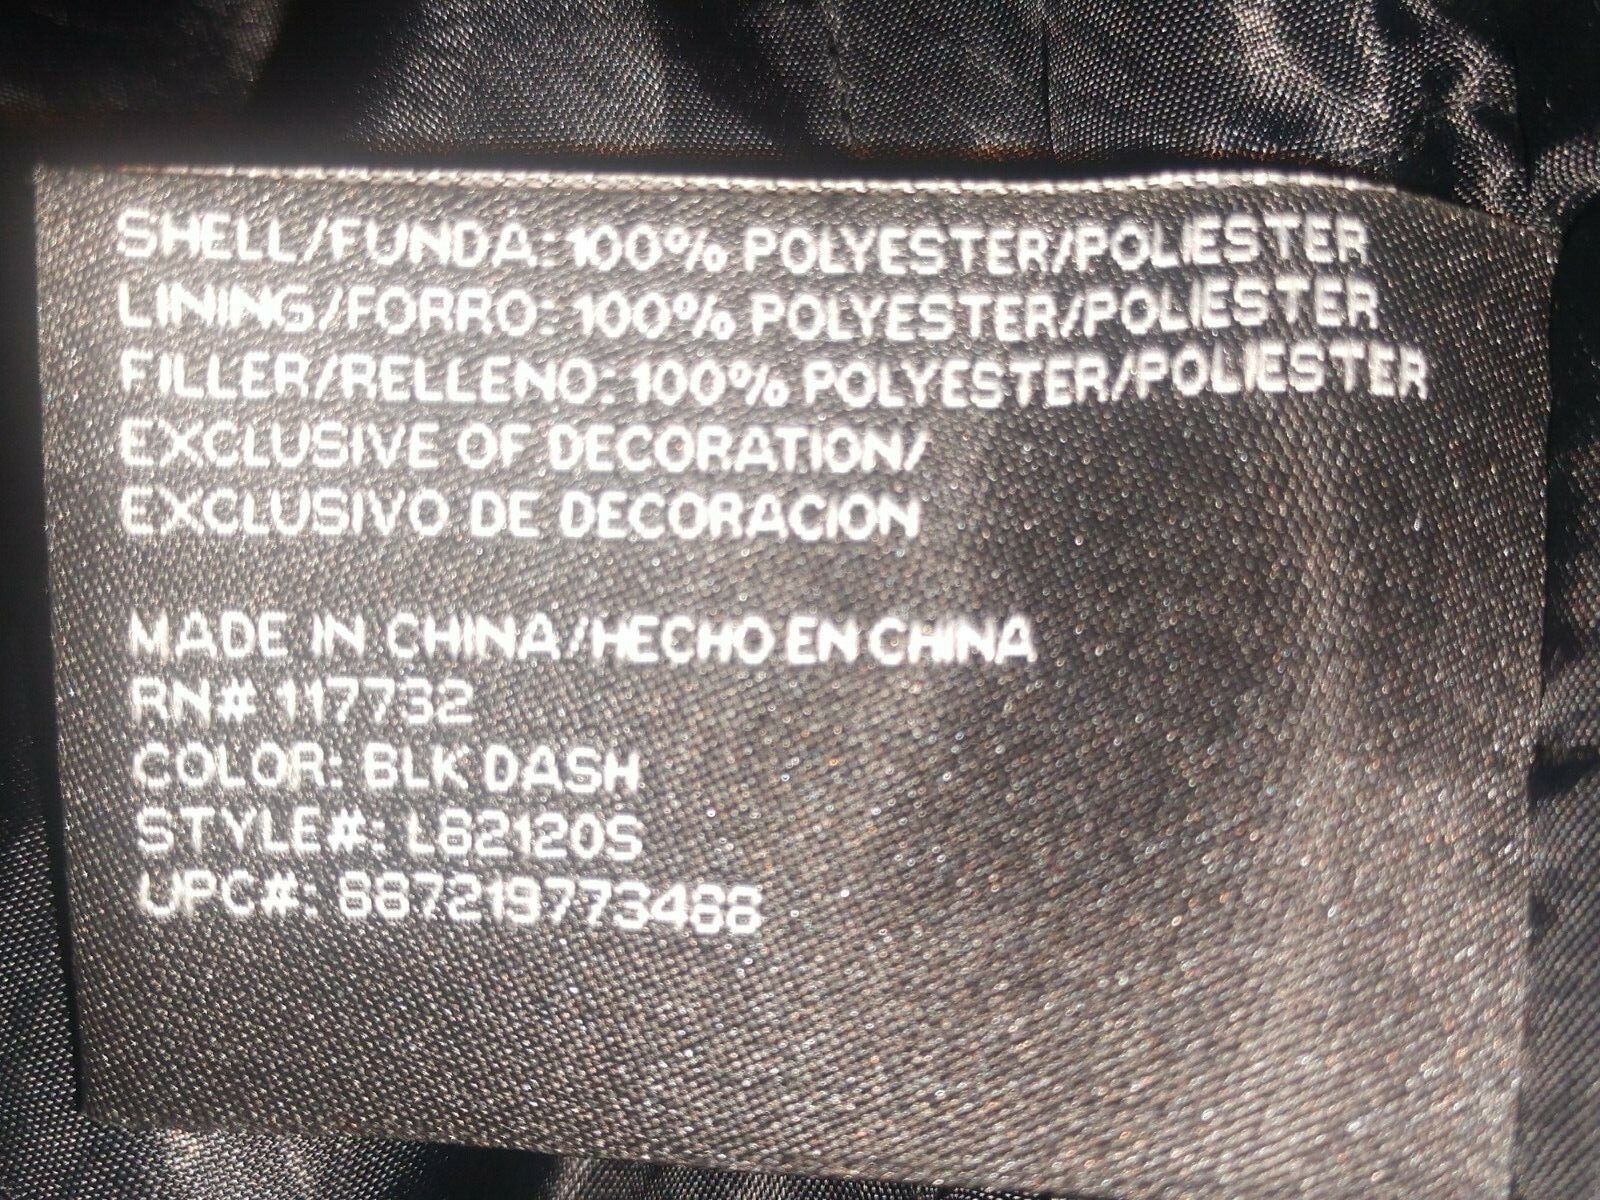 SHELL/FUNDA: 100% POLYESTER/POLIESTER
LINING/FORRO: 100% POLYESTER/POLIESTER
FILLER/RELLENO: 100% POLYESTER/POLIESTER
EXCLUSIVE OF DECORATION/
EXCLUSIVO DE DECORACION
MADE IN CHINA/HECHO EN CHINA
RN# 117732
COLOR: BLK DASH
STYLE#: L82120S
UPC#: 887219773488